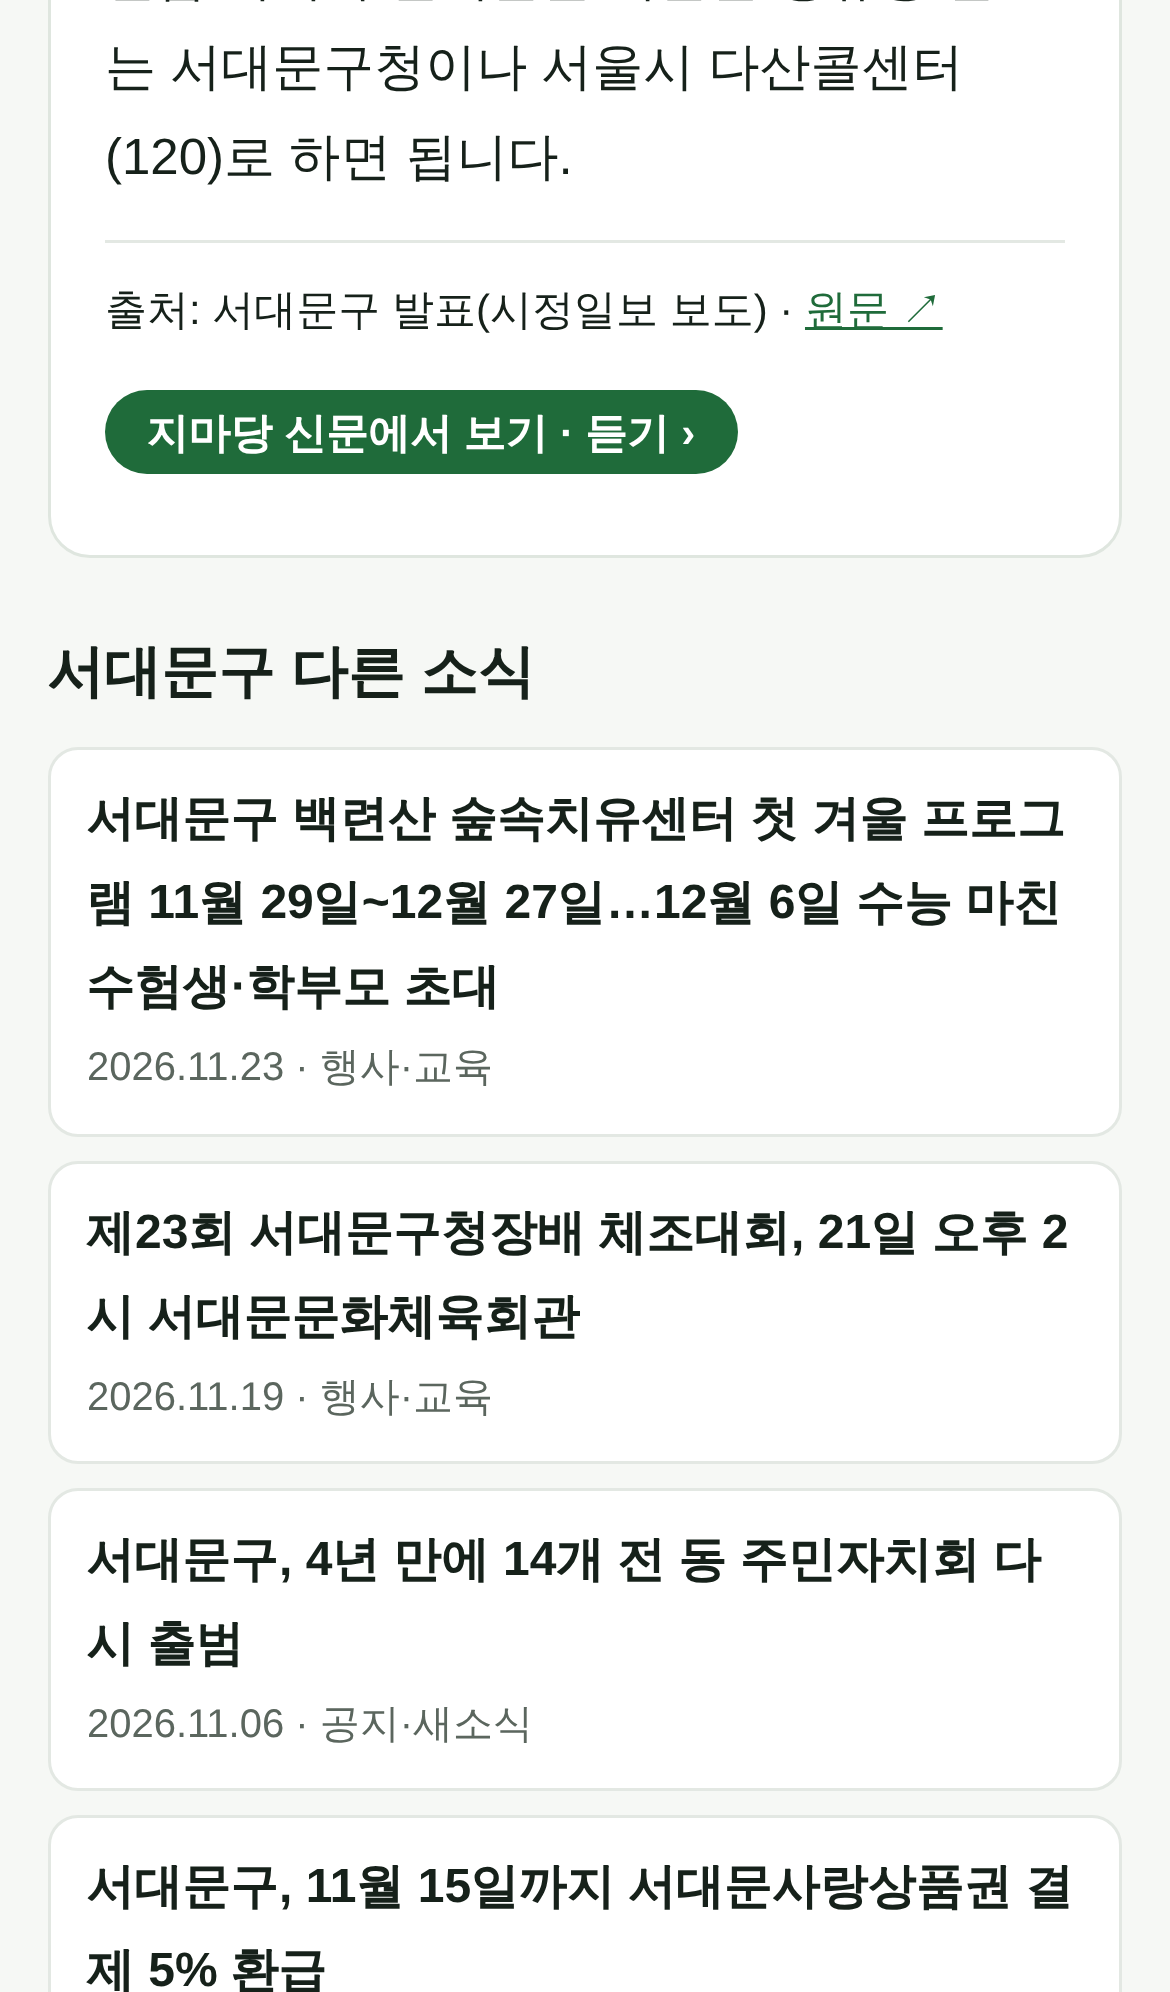 는 서대문구청이나 서울시 다산콜센터
(120)로 하면 됩니다.
출처: 서대문구 발표(시정일보 보도) · 원문 ↗
지마당 신문에서 보기 · 듣기 ›
서대문구 다른 소식
서대문구 백련산 숲속치유센터 첫 겨울 프로그
램 11월 29일~12월 27일…12월 6일 수능 마친
수험생·학부모 초대
2026.11.23 · 행사·교육
제23회 서대문구청장배 체조대회, 21일 오후 2
시 서대문문화체육회관
2026.11.19 · 행사·교육
서대문구, 4년 만에 14개 전 동 주민자치회 다
시 출범
2026.11.06 · 공지·새소식
서대문구, 11월 15일까지 서대문사랑상품권 결
제 5% 환급